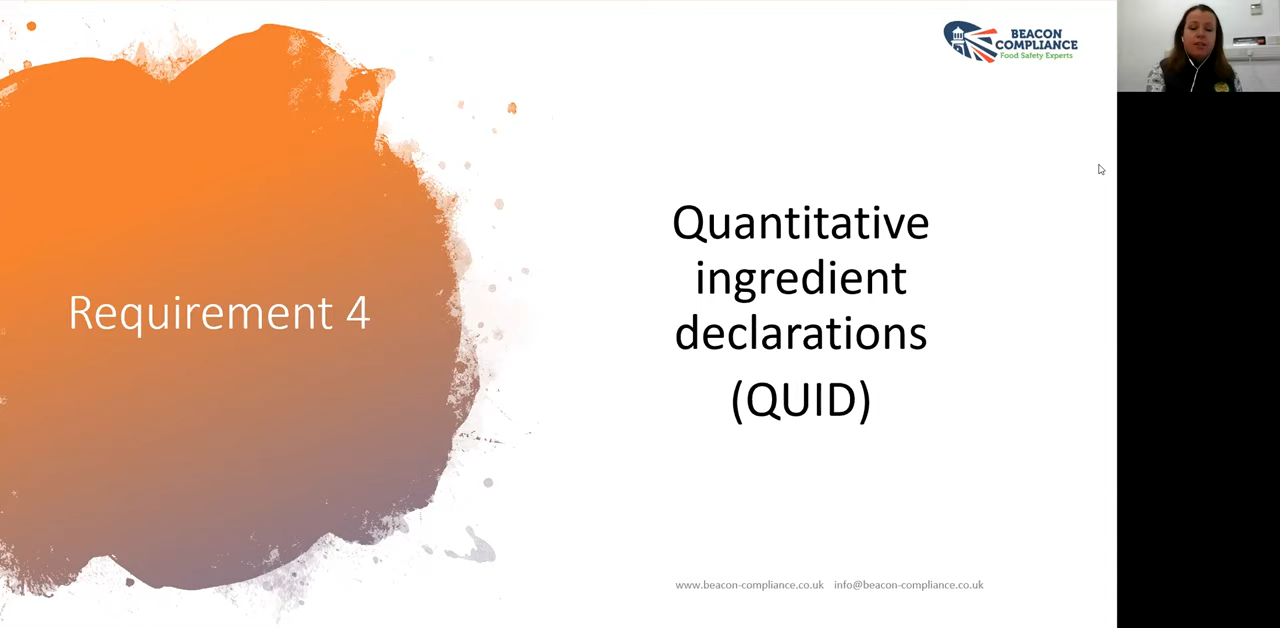 BEACON
COMPLIANCE
Food Safety Experts
Requirement 4
Quantitative
ingredient
declarations
(QUID)
www.beacon-compliance.co.uk info@beacon-compliance.co.uk